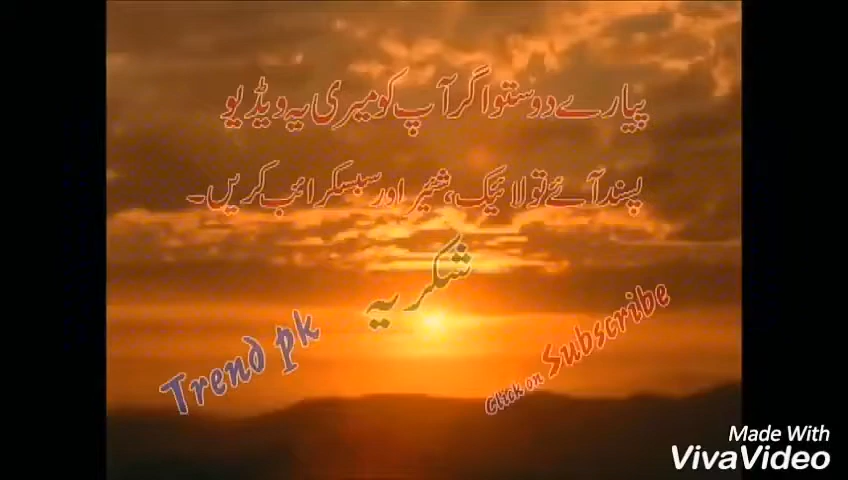 پیارے دوستو اگر آپ کو میری یہ ویڈیو
پسند آئے تو لائیک، شئیر اور سبسکرائب کریں۔
شکریہ
Trend pk
Click on Subscribe
Made With
VivaVideo